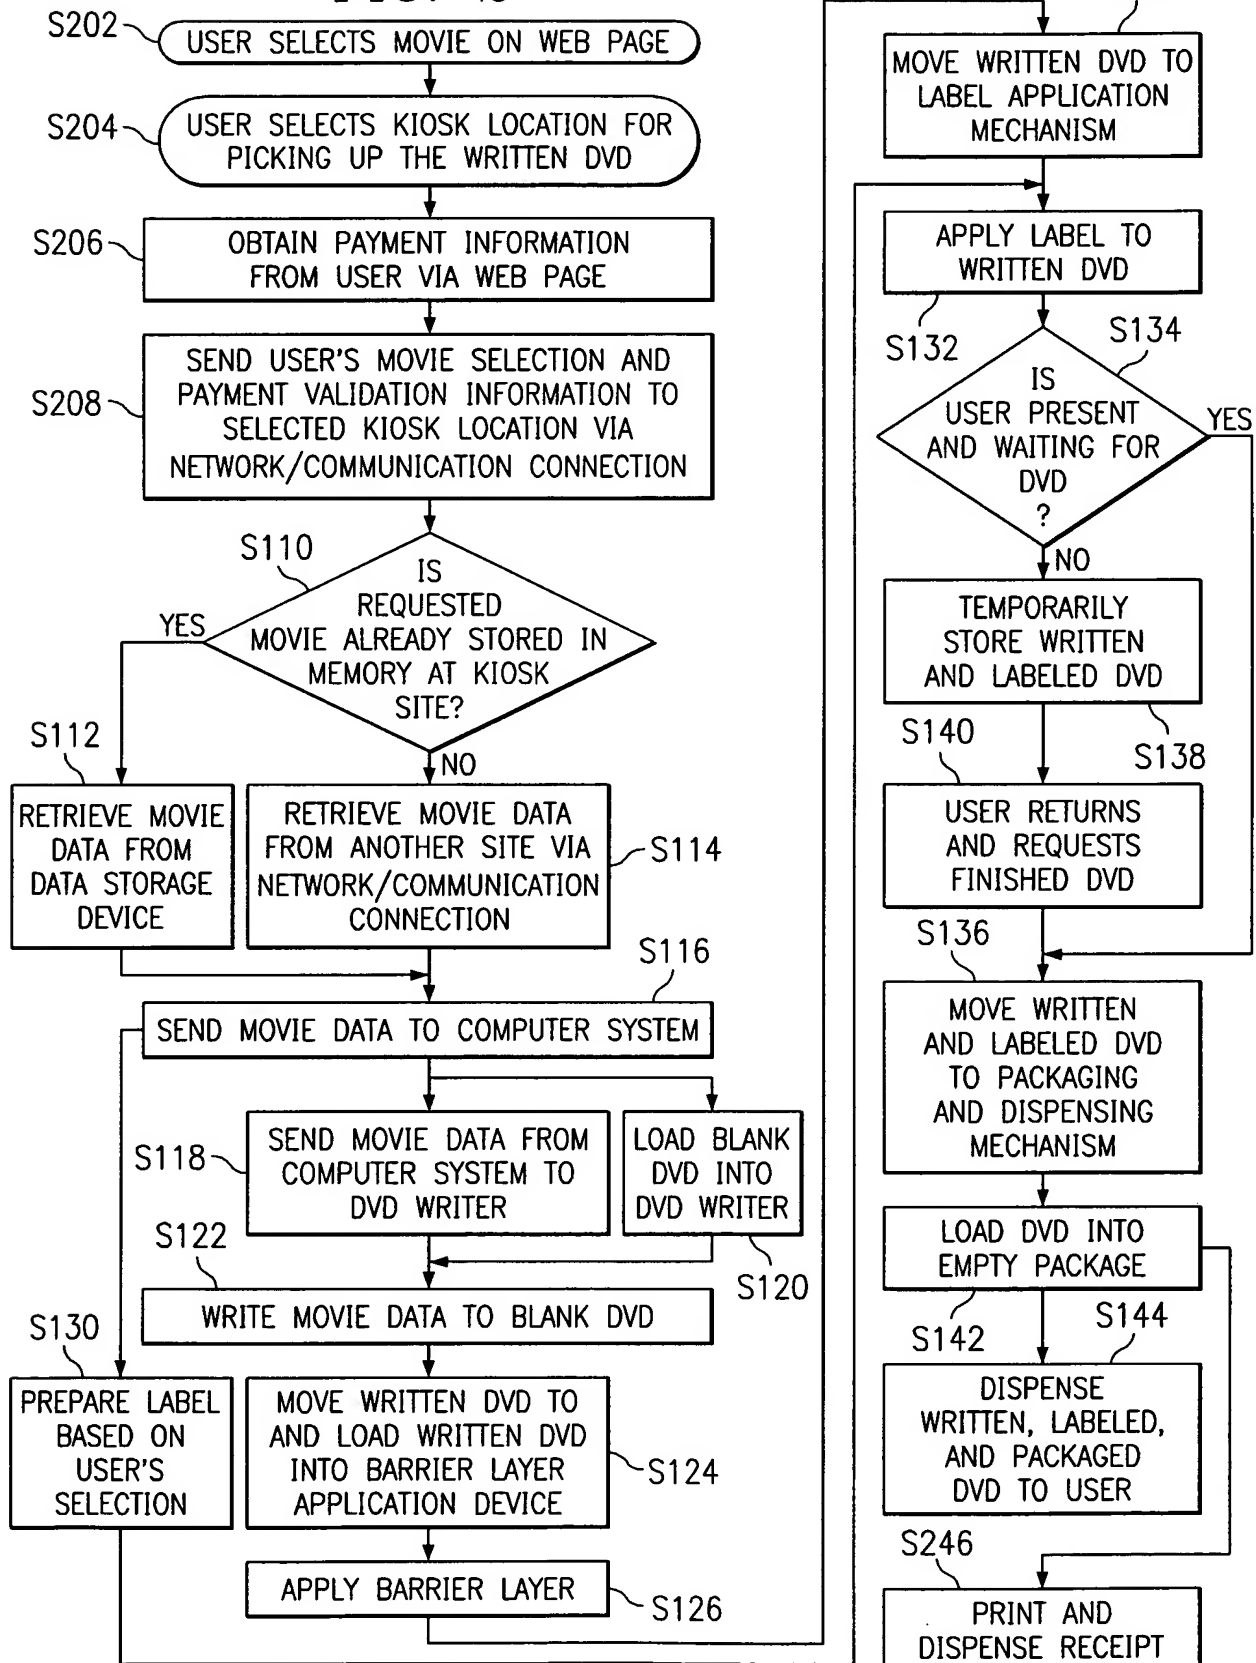 S202
USER SELECTS MOVIE ON WEB PAGE
S204
USER SELECTS KIOSK LOCATION FOR
PICKING UP THE WRITTEN DVD
S206
OBTAIN PAYMENT INFORMATION
FROM USER VIA WEB PAGE
S208
SEND USER'S MOVIE SELECTION AND
PAYMENT VALIDATION INFORMATION TO
SELECTED KIOSK LOCATION VIA
NETWORK/COMMUNICATION CONNECTION
S110
IS
REQUESTED
MOVIE ALREADY STORED IN
MEMORY AT KIOSK
SITE?
YES
NO
S112
RETRIEVE MOVIE
DATA FROM
DATA STORAGE
DEVICE
RETRIEVE MOVIE DATA
FROM ANOTHER SITE VIA
NETWORK/COMMUNICATION
CONNECTION
S114
S116
SEND MOVIE DATA TO COMPUTER SYSTEM
S118
SEND MOVIE DATA FROM
COMPUTER SYSTEM TO
DVD WRITER
LOAD BLANK
DVD INTO
DVD WRITER
S120
S122
WRITE MOVIE DATA TO BLANK DVD
S130
PREPARE LABEL
BASED ON
USER'S
SELECTION
MOVE WRITTEN DVD TO
AND LOAD WRITTEN DVD
INTO BARRIER LAYER
APPLICATION DEVICE
S124
APPLY BARRIER LAYER
S126
MOVE WRITTEN DVD TO
LABEL APPLICATION
MECHANISM
APPLY LABEL TO
WRITTEN DVD
S132
S134
IS
USER PRESENT
AND WAITING FOR
DVD
?
YES
NO
TEMPORARILY
STORE WRITTEN
AND LABELED DVD
S138
S140
USER RETURNS
AND REQUESTS
FINISHED DVD
S136
MOVE WRITTEN
AND LABELED DVD
TO PACKAGING
AND DISPENSING
MECHANISM
LOAD DVD INTO
EMPTY PACKAGE
S142
S144
DISPENSE
WRITTEN, LABELED,
AND PACKAGED
DVD TO USER
S246
PRINT AND
DISPENSE RECEIPT